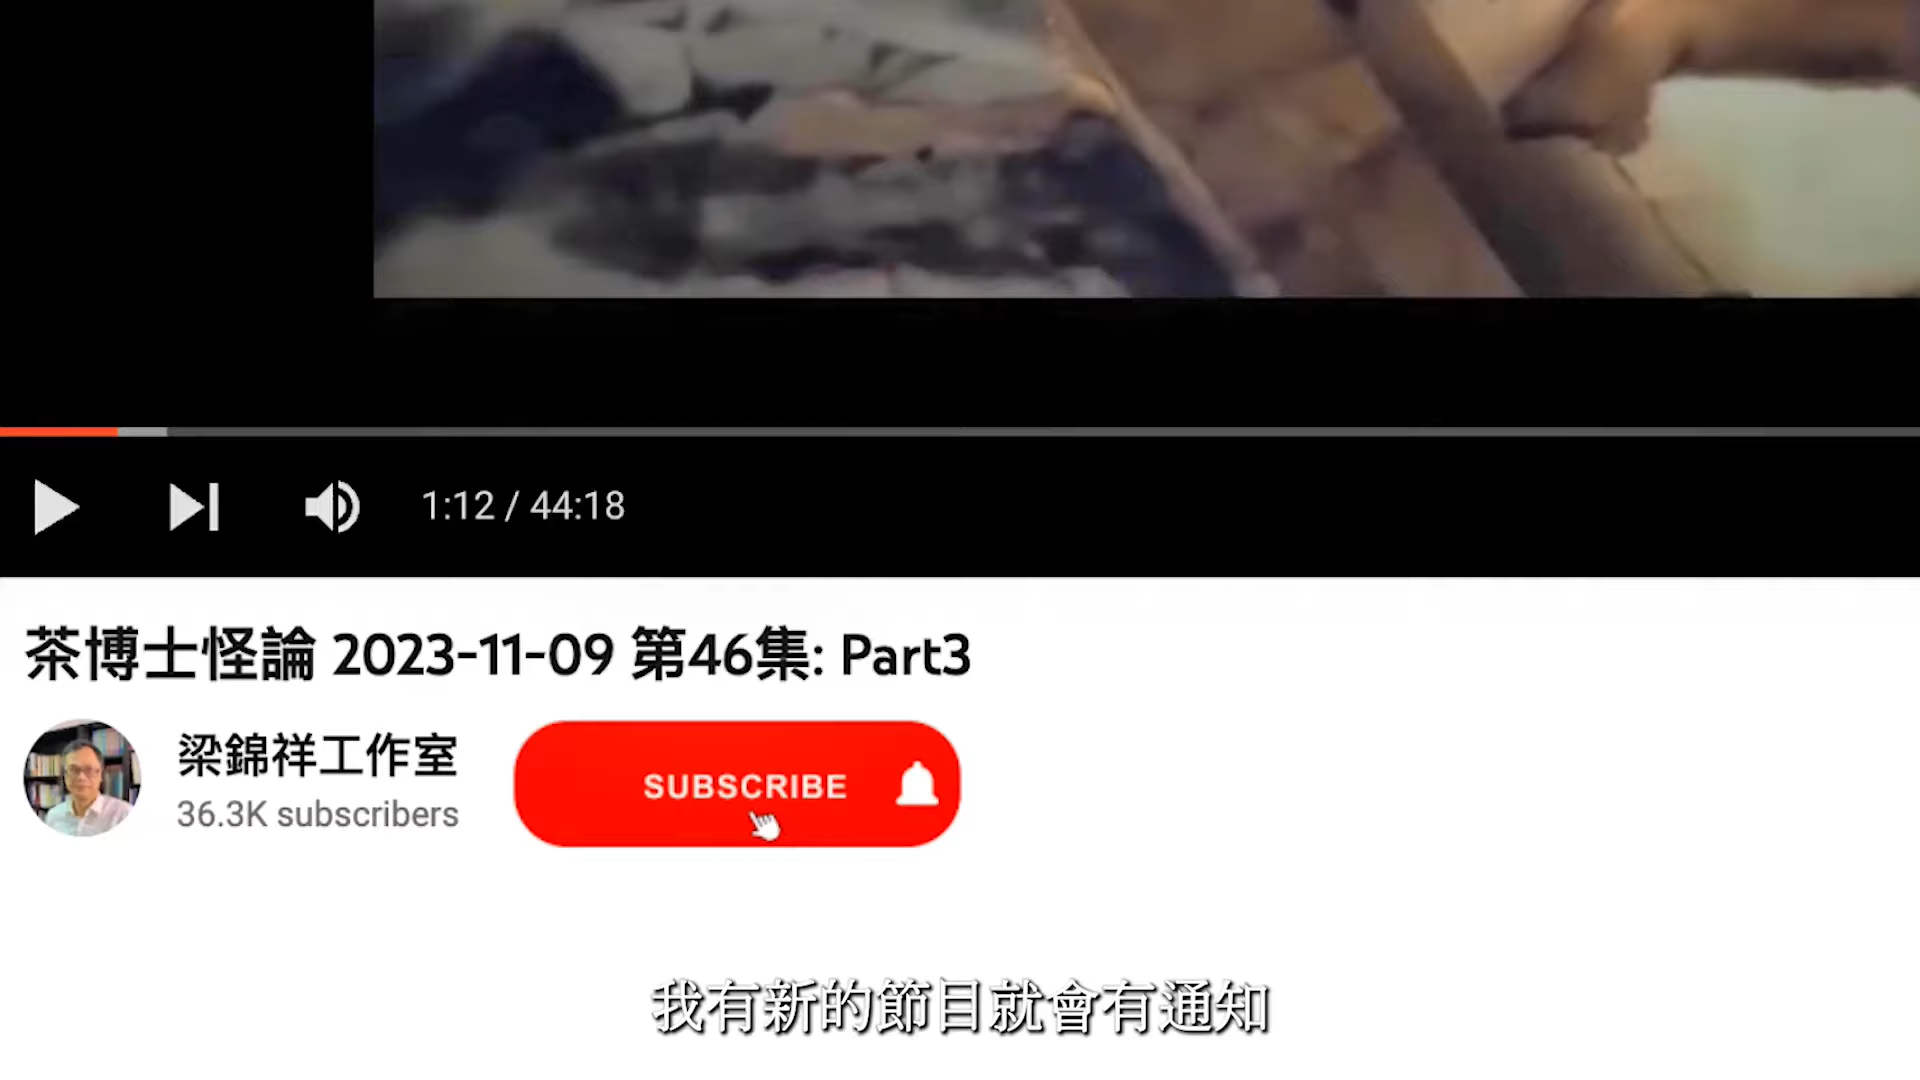 1:12 / 44:18
茶博士怪論 2023-11-09 第46集: Part3
梁錦祥工作室
36.3K subscribers
SUBSCRIBE
我有新的節目就會有通知